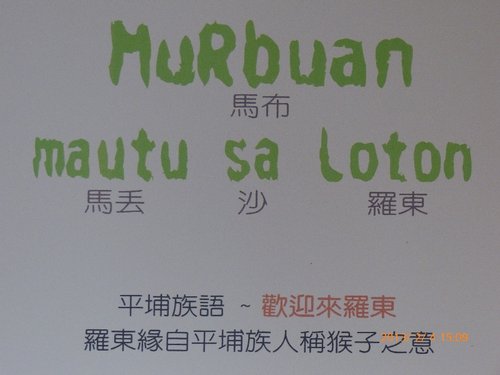 MuRbuan
馬布
mautu sa Loton
馬丟 沙 羅東
平埔族語 ~ 歡迎來羅東
羅東緣自平埔族人稱猴子之意